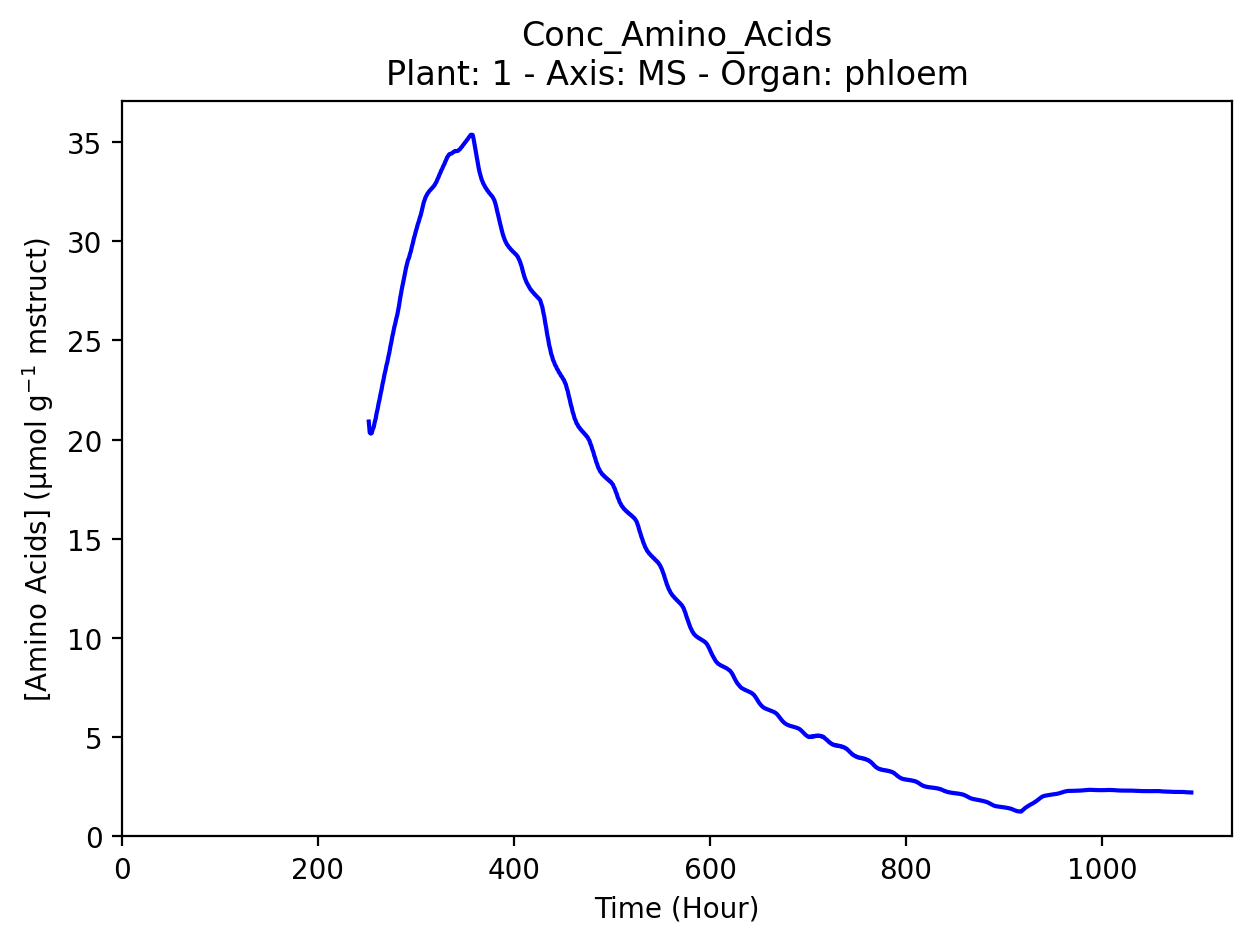 Conc_Amino_Acids
Plant: 1 - Axis: MS - Organ: phloem
[Amino Acids] (µmol g⁻¹ mstruct)
35
30
25
20
15
10
5
0
0 200 400 600 800 1000
Time (Hour)